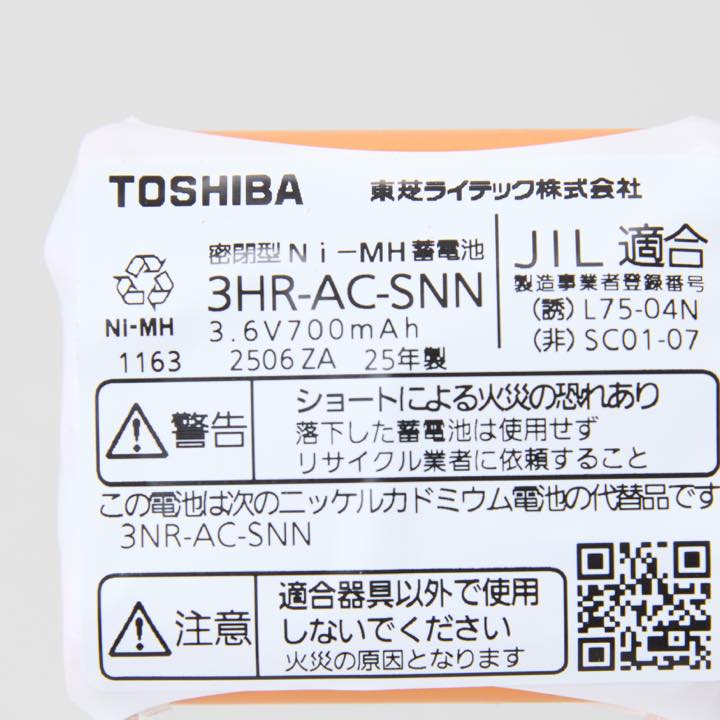 TOSHIBA 東芝ライテック株式会社
密閉型Ni-MH蓄電池
3HR-AC-SNN
3.6V700mAh
Ni-MH
1163 2506ZA 25年製
JIL適合
製造事業者登録番号
(誘)L75-04N
(非)SC01-07
警告
ショートによる火災の恐れあり
落下した蓄電池は使用せず
リサイクル業者に依頼すること
この電池は次のニッケルカドミウム電池の代替品です
3NR-AC-SNN
注意
適合器具以外で使用
しないでください
火災の原因となります